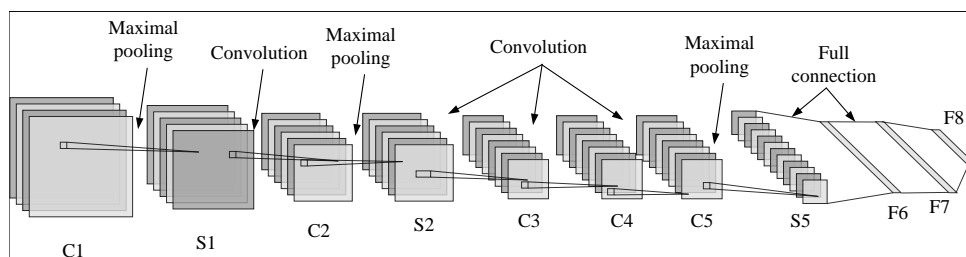 Maximal
pooling
Convolution
Maximal
pooling
Convolution
Maximal
pooling
Full
connection
F8
C1
S1
C2
S2
C3
C4
C5
S5
F6
F7